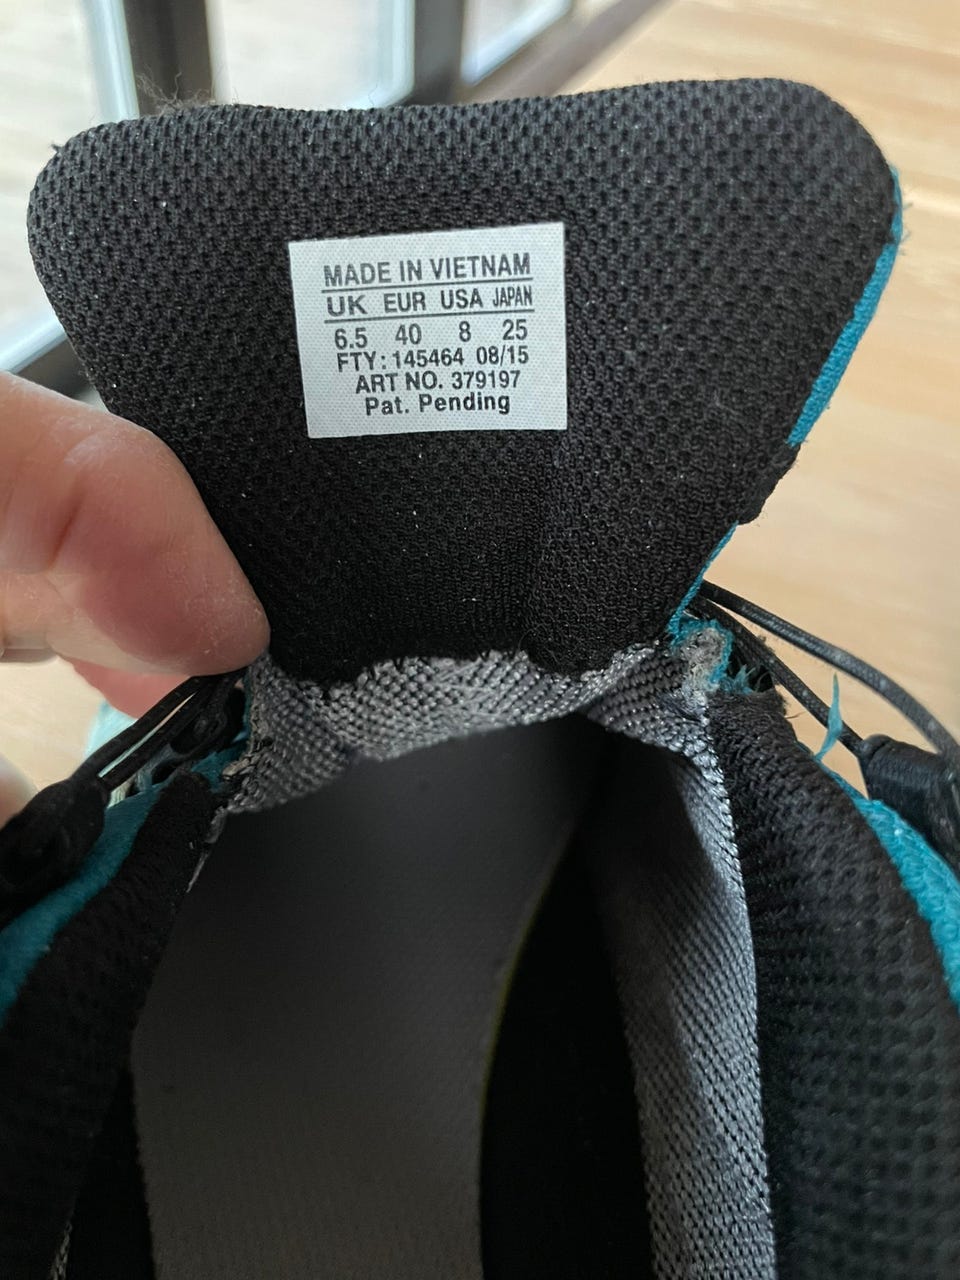 MADE IN VIETNAM
UK EUR USA JAPAN
6.5 40 8 25
FTY: 145464 08/15
ART NO. 379197
Pat. Pending